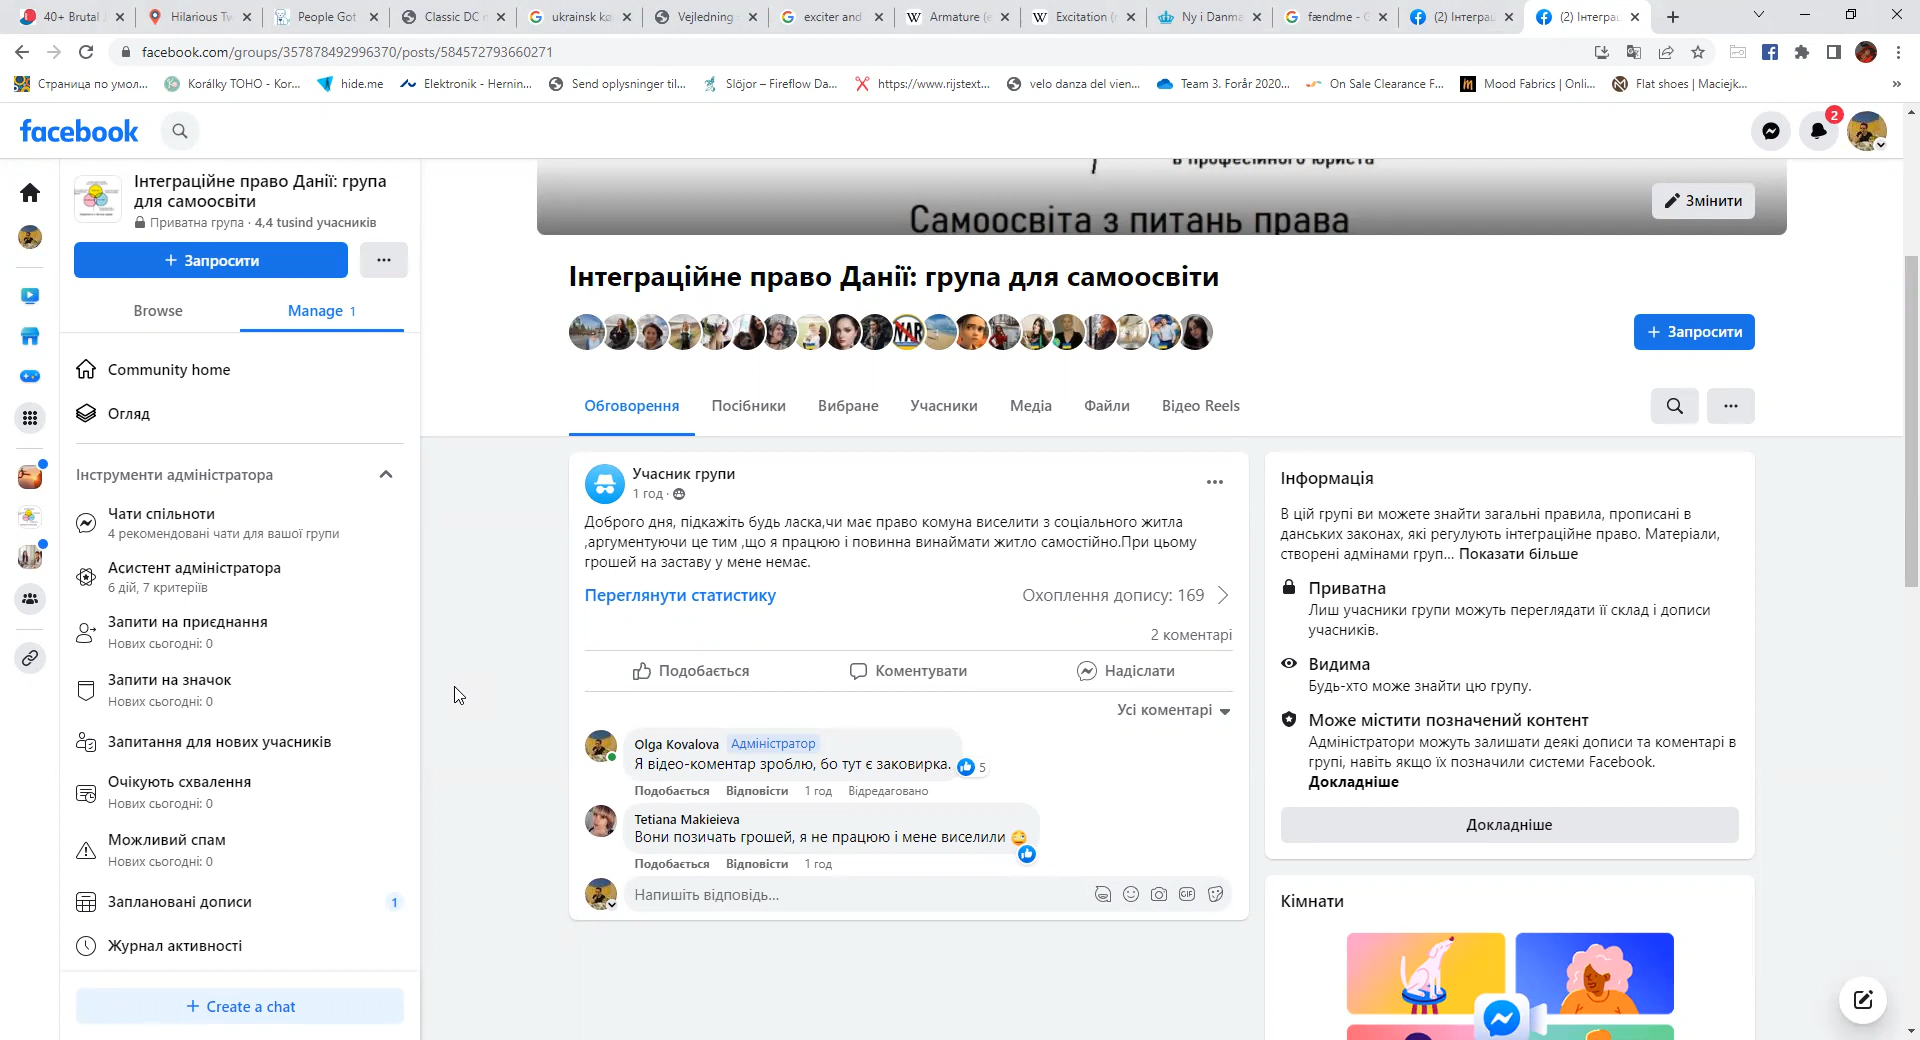 40+ Brutal J
Hilarious Tw
People Got
Classic DC m
ukrainsk ko
Vejledning
exciter and
Armature (e
Excitation (m
Ny i Danma
fændme - G
(2) Інтеграц
(2) Інтеграц
facebook.com/groups/357878492996370/posts/584572793660271
Страница по умол...
Korálky TOHO - Kor...
hide.me
Elektronik - Hernin...
Send oplysninger til...
Slöjor – Fireflow Da...
https://www.rijstext...
velo danza del vien...
Team 3. Forår 2020...
On Sale Clearance F...
Mood Fabrics | Onli...
Flat shoes | Maciejk...
»
facebook
2
Інтеграційне право Данії: група
для самоосвіти
Приватна група · 4,4 tusind учасників
+ Запросити
Browse
Manage 1
Community home
Огляд
Інструменти адміністратора
Чати спільноти
4 рекомендовані чати для вашої групи
Асистент адміністратора
6 дій, 7 критеріїв
Запити на приєднання
Нових сьогодні: 0
Запити на значок
Нових сьогодні: 0
Запитання для нових учасників
Очікують схвалення
Нових сьогодні: 0
Можливий спам
Нових сьогодні: 0
Заплановані дописи
1
Журнал активності
+ Create a chat
в професійного юриста
Самоосвіта з питань права
Змінити
Інтеграційне право Данії: група для самоосвіти
WAR
+ Запросити
Обговорення
Посібники
Вибране
Учасники
Медіа
Файли
Відео Reels
Учасник групи
1 год ·
Доброго дня, підкажіть будь ласка,чи має право комуна виселити з соціального житла
,аргументуючи це тим ,що я працюю і повинна винаймати житло самостійно.При цьому
грошей на заставу у мене немає.
Переглянути статистику
Охоплення допису: 169
2 коментарі
Подобається
Коментувати
Надіслати
Усі коментарі
Olga Kovalova Адміністратор
Я відео-коментар зроблю, бо тут є заковирка.
5
Подобається Відповісти 1 год Відредаговано
Tetiana Makieieva
Вони позичать грошей, я не працюю і мене виселили
Подобається Відповісти 1 год
Напишіть відповідь...
GIF
Інформація
В цій групі ви можете знайти загальні правила, прописані в
данських законах, які регулують інтеграційне право. Матеріали,
створені адмінами груп... Показати більше
Приватна
Лиш учасники групи можуть переглядати її склад і дописи
учасників.
Видима
Будь-хто може знайти цю групу.
Може містити позначений контент
Адміністратори можуть залишати деякі дописи та коментарі в
групі, навіть якщо їх позначили системи Facebook.
Докладніше
Докладніше
Кімнати